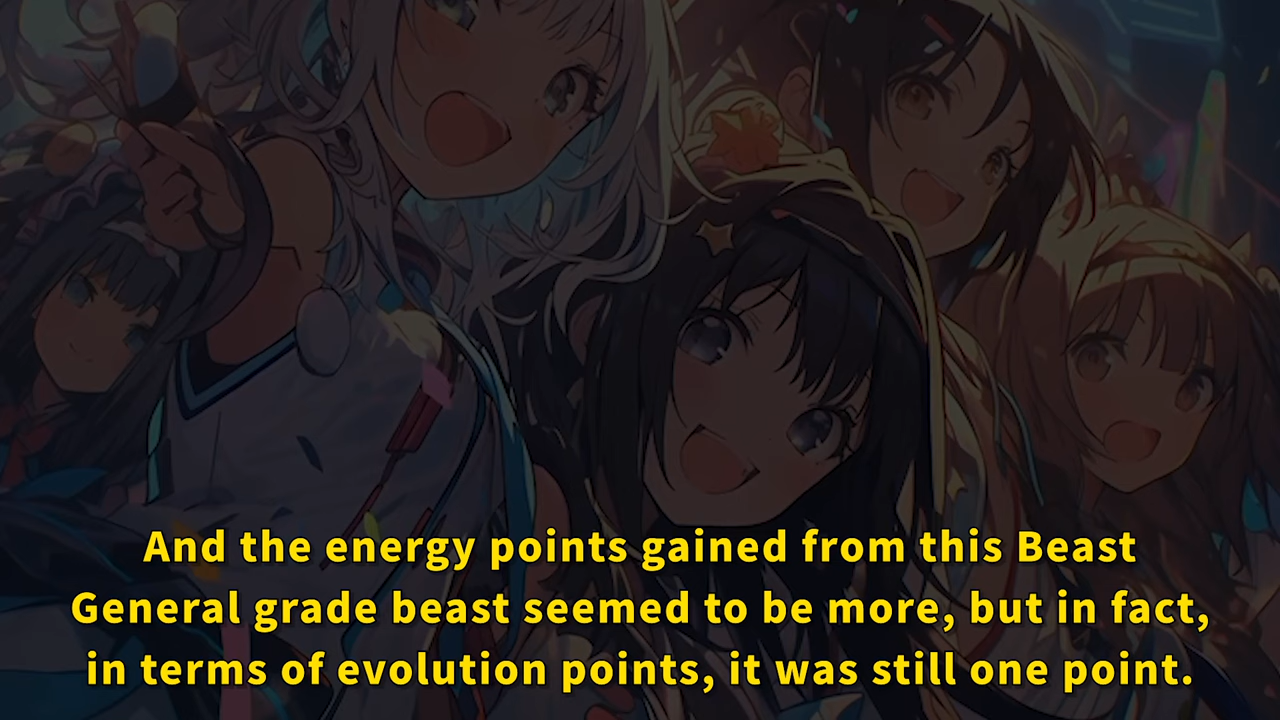 And the energy points gained from this Beast
General grade beast seemed to be more, but in fact,
in terms of evolution points, it was still one point.